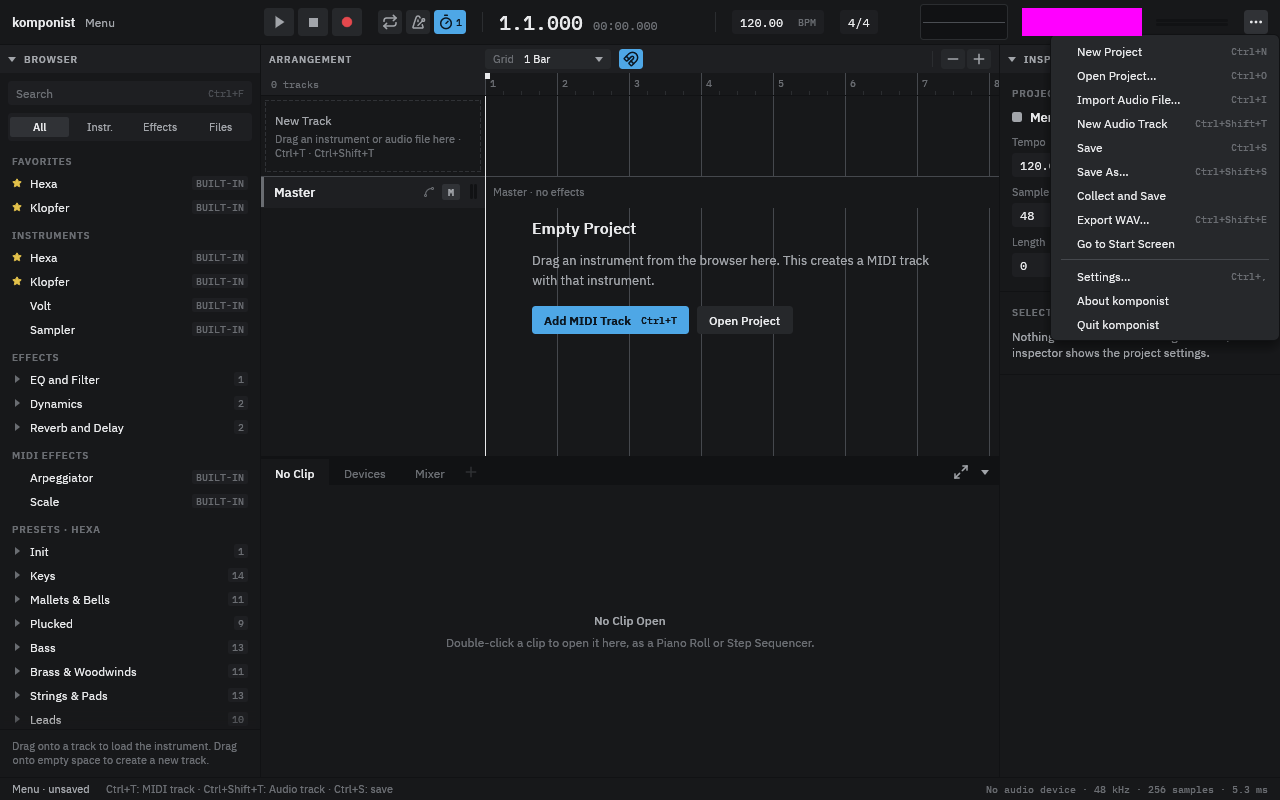 komponist Menu
1
1.1.000 00:00.000
120.00 BPM
4/4
BROWSER
Search Ctrl+F
All Instr. Effects Files
FAVORITES
Hexa BUILT-IN
Klopfer BUILT-IN
INSTRUMENTS
Hexa BUILT-IN
Klopfer BUILT-IN
Volt
Sampler
EFFECTS
EQ and Filter 1
Dynamics 2
Reverb and Delay 2
MIDI EFFECTS
Arpeggiator BUILT-IN
Scale BUILT-IN
PRESETS · HEXA
Init 1
Keys 14
Mallets & Bells 11
Plucked 9
Bass 13
Brass & Woodwinds 11
Strings & Pads 13
Leads 10
Drag onto a track to load the instrument. Drag
onto empty space to create a new track.
ARRANGEMENT
Grid 1 Bar
0 tracks
1 2 3 4 5 6 7 8
New Track
Drag an instrument or audio file here ·
Ctrl+T · Ctrl+Shift+T
Master M
Master · no effects
Empty Project
Drag an instrument from the browser here. This creates a MIDI track
with that instrument.
Add MIDI Track Ctrl+T
Open Project
No Clip Devices Mixer
No Clip Open
Double-click a clip to open it here, as a Piano Roll or Step Sequencer.
New Project Ctrl+N
Open Project... Ctrl+O
Import Audio File... Ctrl+I
New Audio Track Ctrl+Shift+T
Save Ctrl+S
Save As... Ctrl+Shift+S
Collect and Save
Export WAV... Ctrl+Shift+E
Go to Start Screen
Settings... Ctrl+,
About komponist
Quit komponist
Tempo
120.
Sample
48
Length
0
Nothing
inspector shows the project settings.
Menu · unsaved Ctrl+T: MIDI track · Ctrl+Shift+T: Audio track · Ctrl+S: save
No audio device · 48 kHz · 256 samples · 5.3 ms